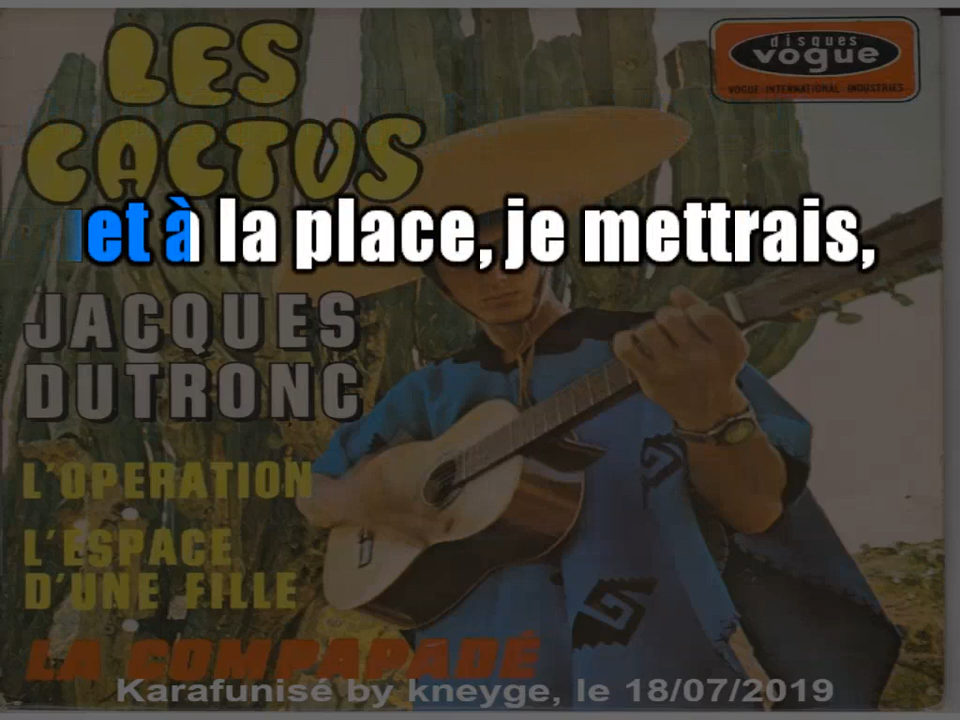 LES
CACTUS
disques
vogue
VOGUE INTERNATIONAL INDUSTRIES
et à la place, je mettrais,
JACQUES
DUTRONC
L'OPERATION
L'ESPACE
D'UNE FILLE
LA COMPAPADÉ
Karafunisé by kneyge, le 18/07/2019